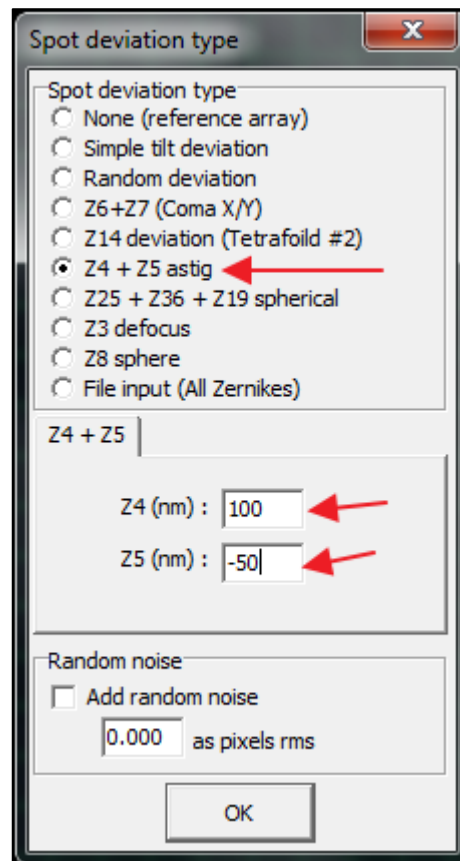 Spot deviation type
Spot deviation type
None (reference array)
Simple tilt deviation
Random deviation
Z6+Z7 (Coma X/Y)
Z14 deviation (Tetrafoild #2)
Z4 + Z5 astig
Z25 + Z36 + Z19 spherical
Z3 defocus
Z8 sphere
File input (All Zernikes)
Z4 + Z5
Z4 (nm) : 100
Z5 (nm) : -50
Random noise
Add random noise
0.000 as pixels rms
OK